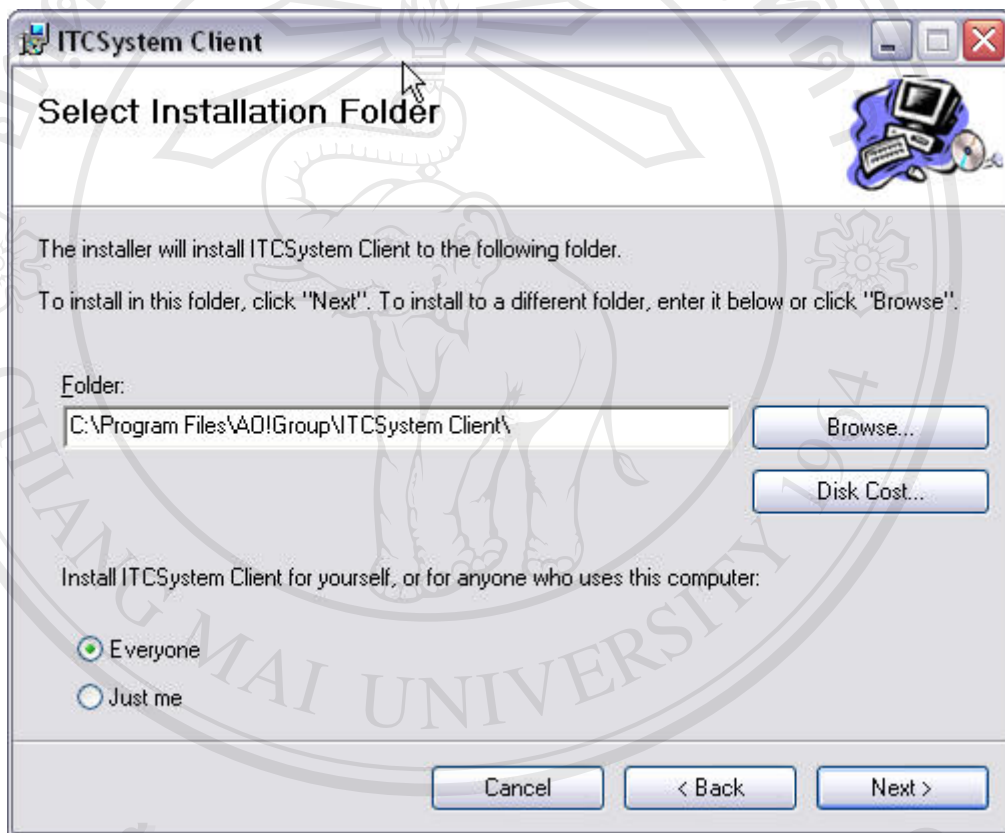 ITCSystem Client
Select Installation Folder
The installer will install ITCSystem Client to the following folder.
To install in this folder, click "Next". To install to a different folder, enter it below or click "Browse".
Folder:
C:\Program Files\AO!Group\ITCSystem Client\
Browse...
Disk Cost...
Install ITCSystem Client for yourself, or for anyone who uses this computer:
Everyone
Just me
Cancel
< Back
Next >
CHIANG MAI UNIVERSITY 1964